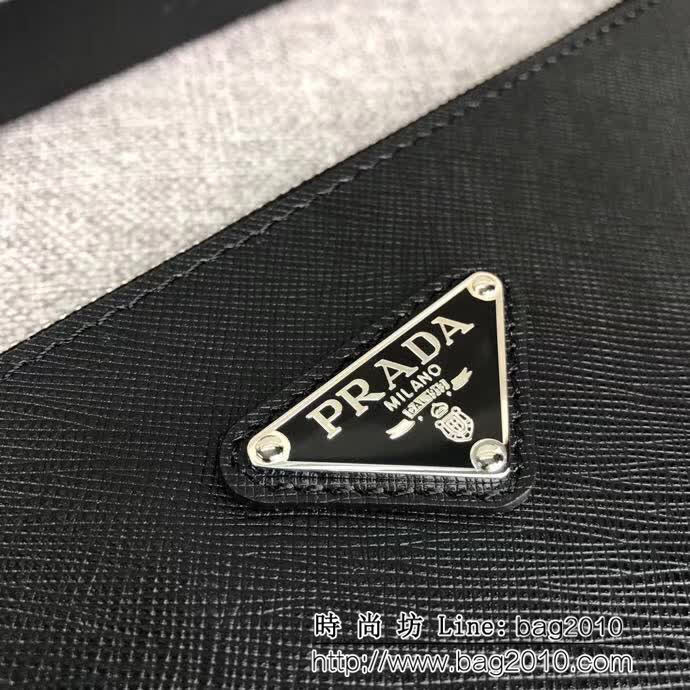 PRADA
MILANO
時尚坊 Line: bag2010
http://www.bag2010.com